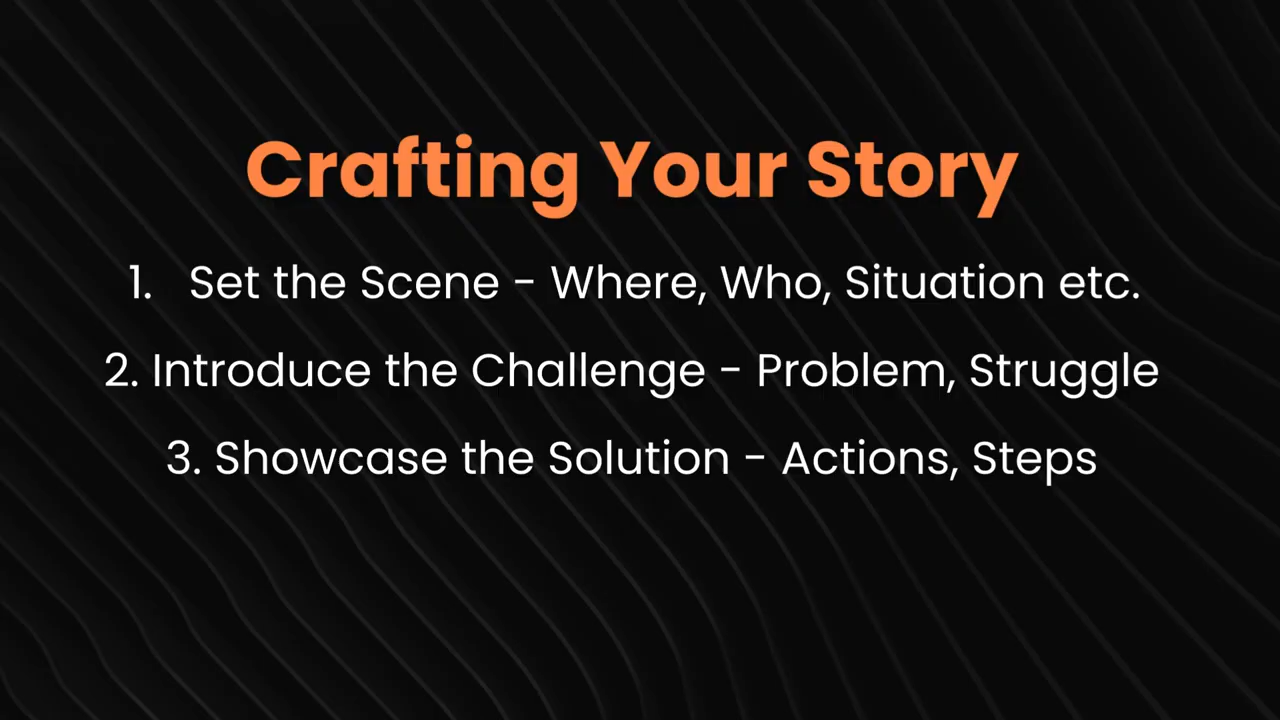 Crafting Your Story
1. Set the Scene - Where, Who, Situation etc.
2. Introduce the Challenge - Problem, Struggle
3. Showcase the Solution - Actions, Steps